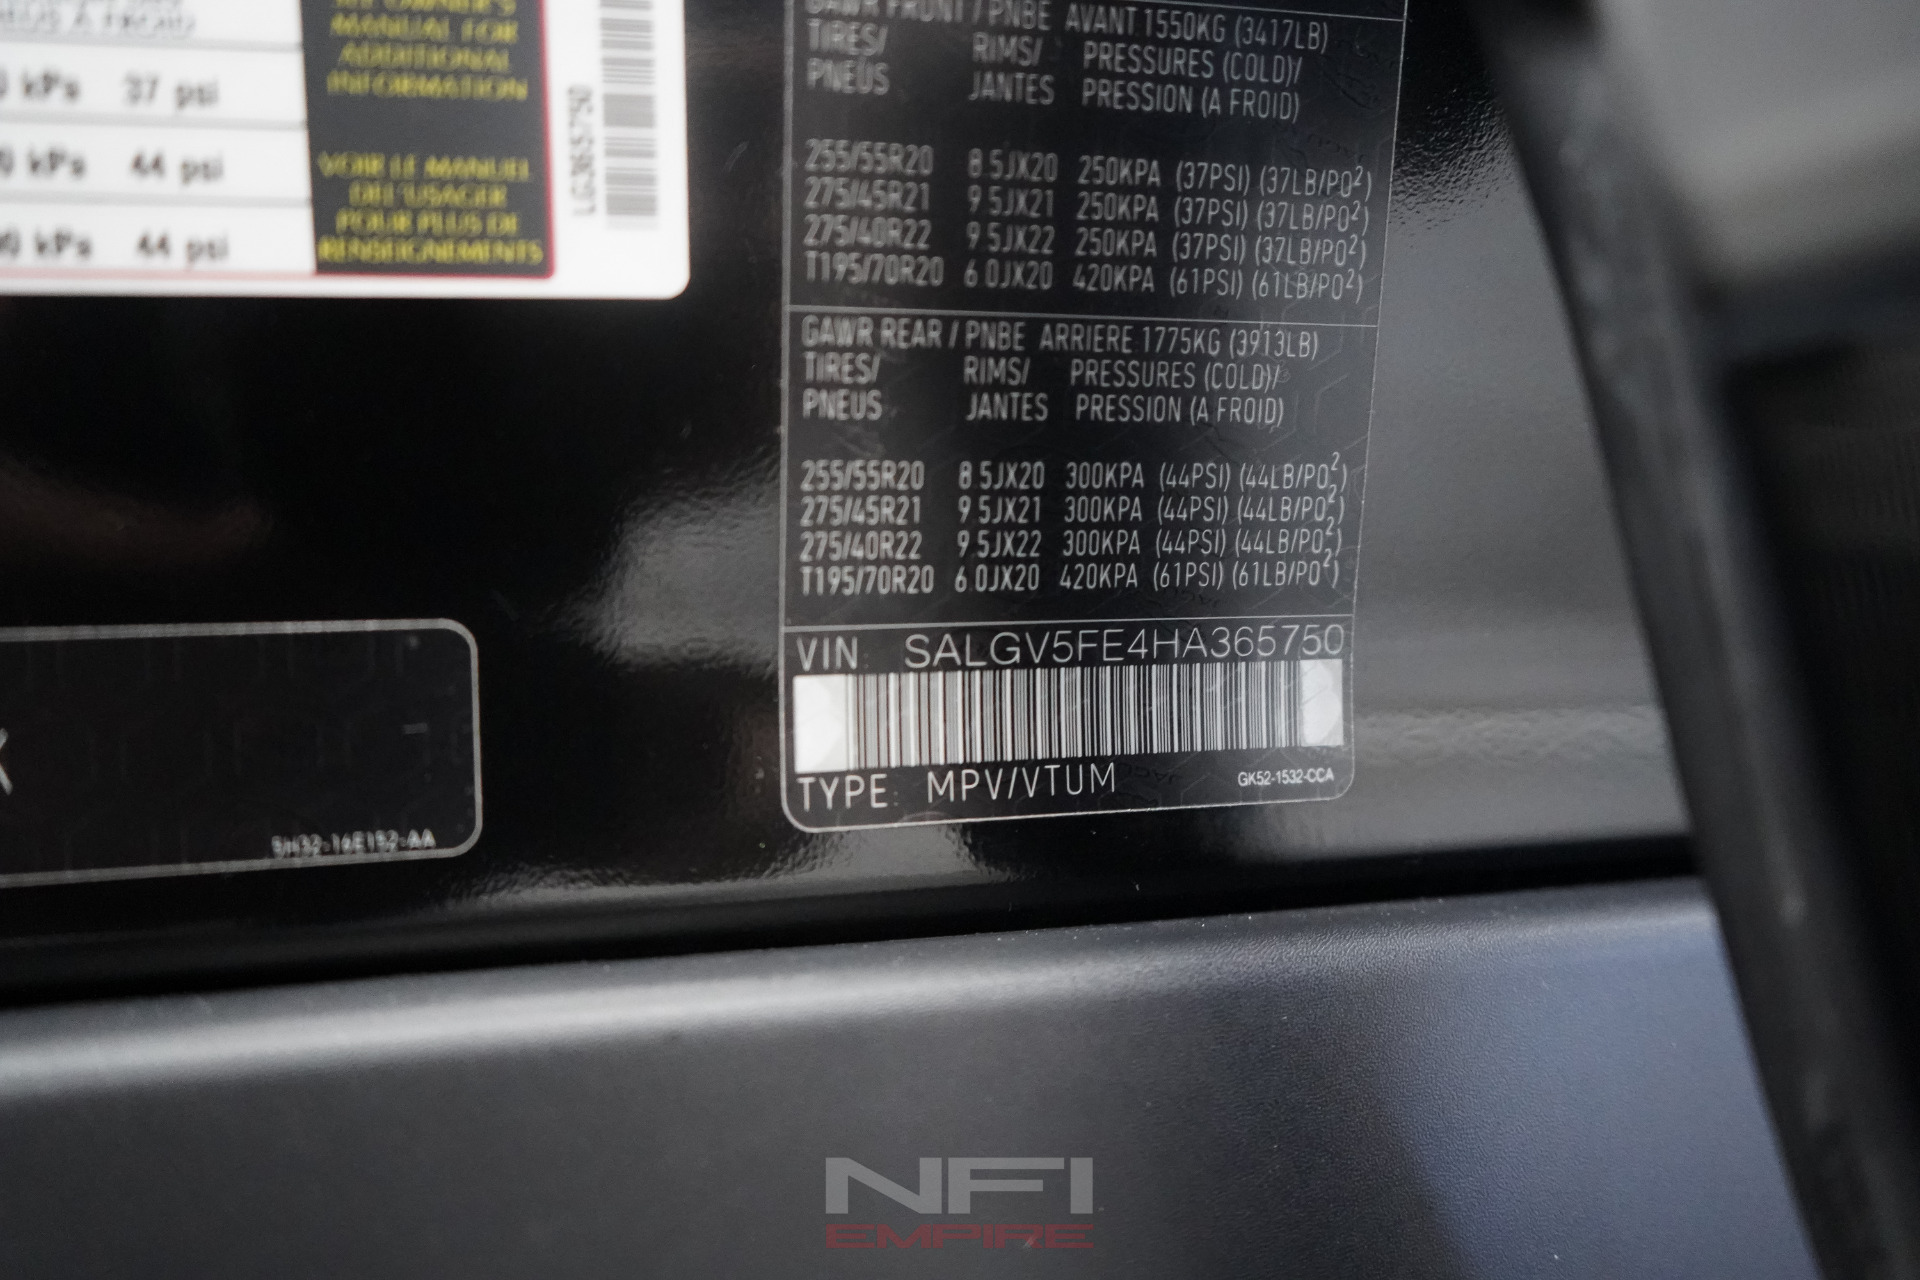 SEE OWNER'S
MANUAL FOR
ADDITIONAL
INFORMATION
kPa 37 psi
kPa 44 psi
kPa 44 psi
VOIR LE MANUEL
DE L'USAGER
POUR PLUS DE
RENSEIGNEMENTS
LG365750
GAWR FRONT / PNBE AVANT 1550KG (3417LB)
TIRES/ RIMS/ PRESSURES (COLD)/
PNEUS JANTES PRESSION (A FROID)
255/55R20 8.5JX20 250KPA (37PSI) (37LB/PO²)
275/45R21 9.5JX21 250KPA (37PSI) (37LB/PO²)
275/40R22 9.5JX22 250KPA (37PSI) (37LB/PO²)
T195/70R20 6.0JX20 420KPA (61PSI) (61LB/PO²)
GAWR REAR / PNBE ARRIERE 1775KG (3913LB)
TIRES/ RIMS/ PRESSURES (COLD)/
PNEUS JANTES PRESSION (A FROID)
255/55R20 8.5JX20 300KPA (44PSI) (44LB/PO²)
275/45R21 9.5JX21 300KPA (44PSI) (44LB/PO²)
275/40R22 9.5JX22 300KPA (44PSI) (44LB/PO²)
T195/70R20 6.0JX20 420KPA (61PSI) (61LB/PO²)
VIN: SALGV5FE4HA365750
TYPE: MPV/VTUM GK52-1532-CCA
NFI
EMPIRE